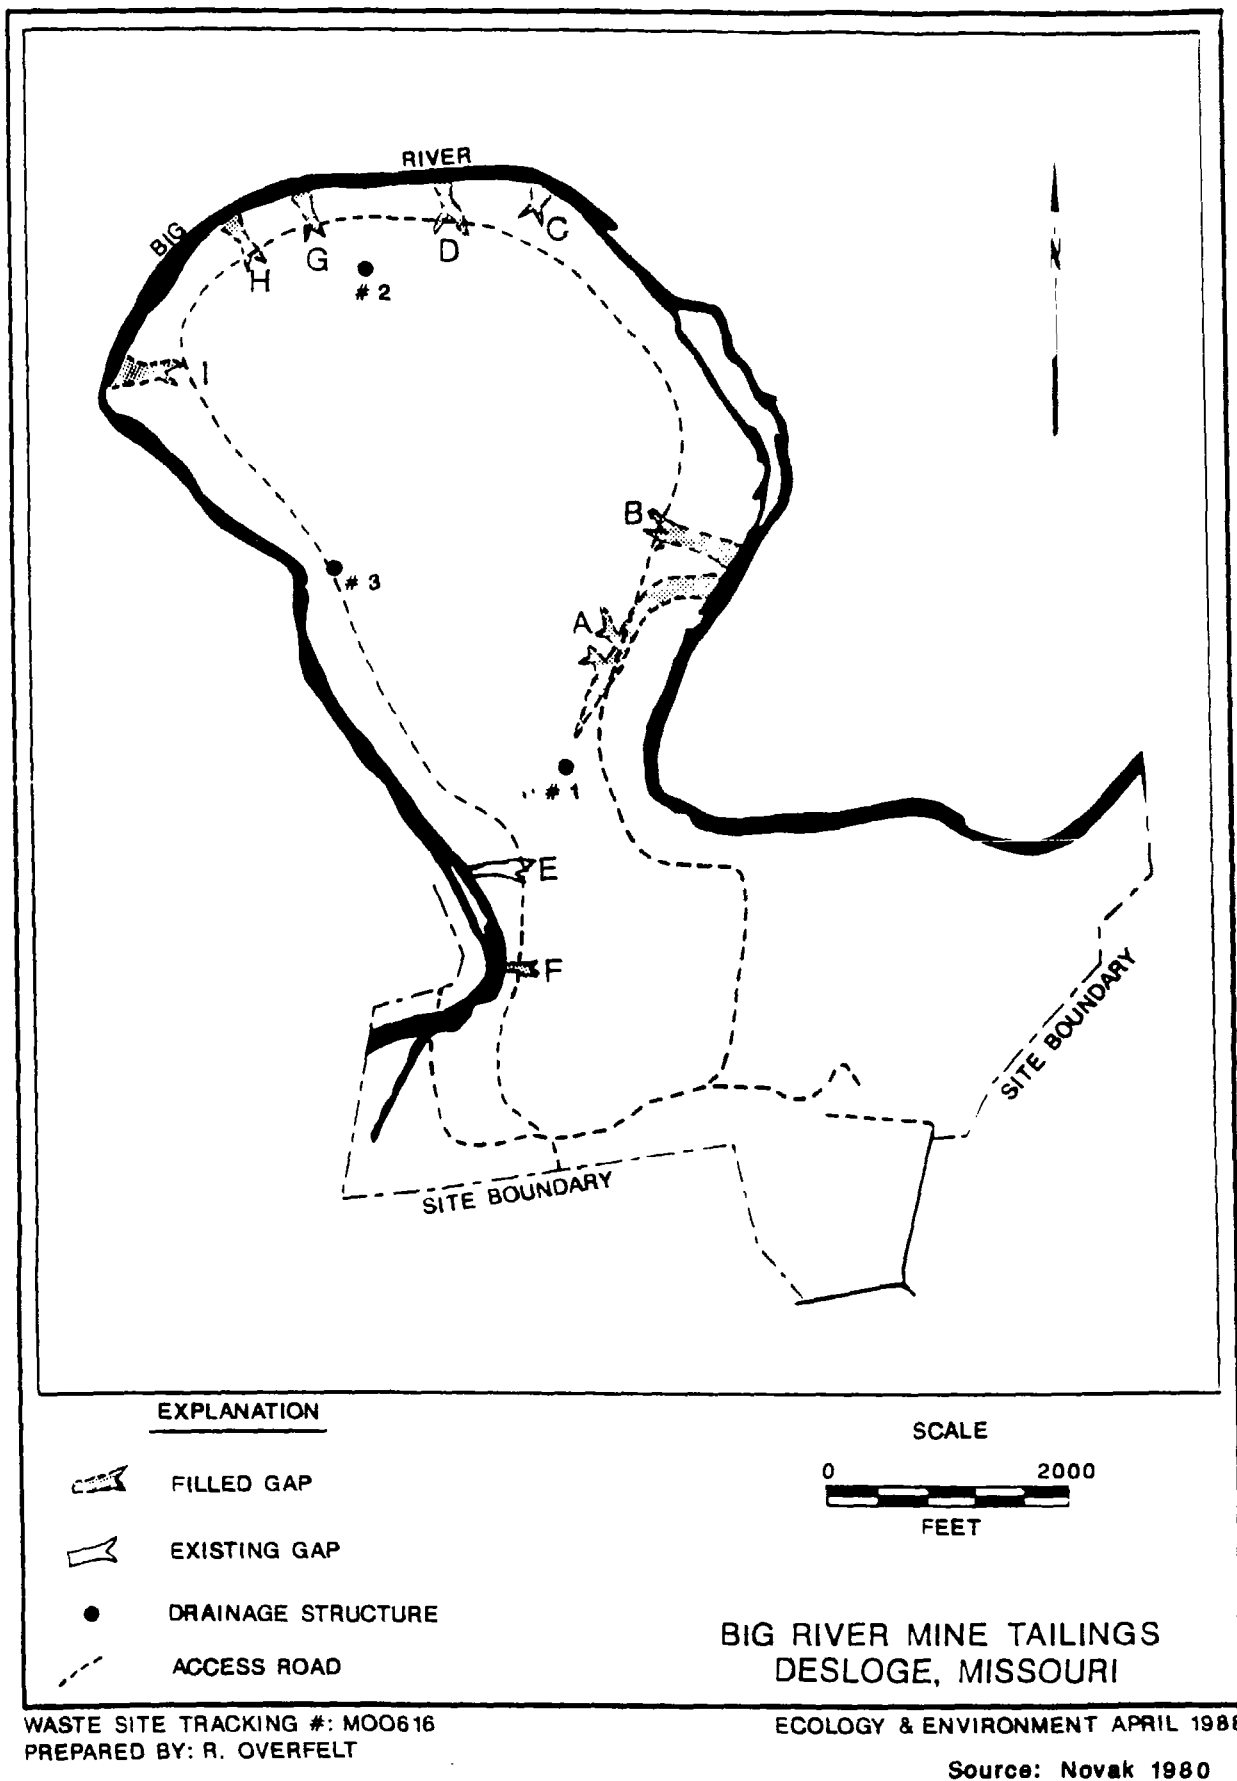 RIVER
BIG
N
C
G
D
H
# 2
I
B
# 3
A
# 1
E
F
SITE BOUNDARY
SITE BOUNDARY
EXPLANATION
FILLED GAP
EXISTING GAP
DRAINAGE STRUCTURE
ACCESS ROAD
SCALE
0 2000
FEET
BIG RIVER MINE TAILINGS
DESLOGE, MISSOURI
WASTE SITE TRACKING #: MOO616
PREPARED BY: R. OVERFELT
ECOLOGY & ENVIRONMENT APRIL 1988
Source: Novak 1980